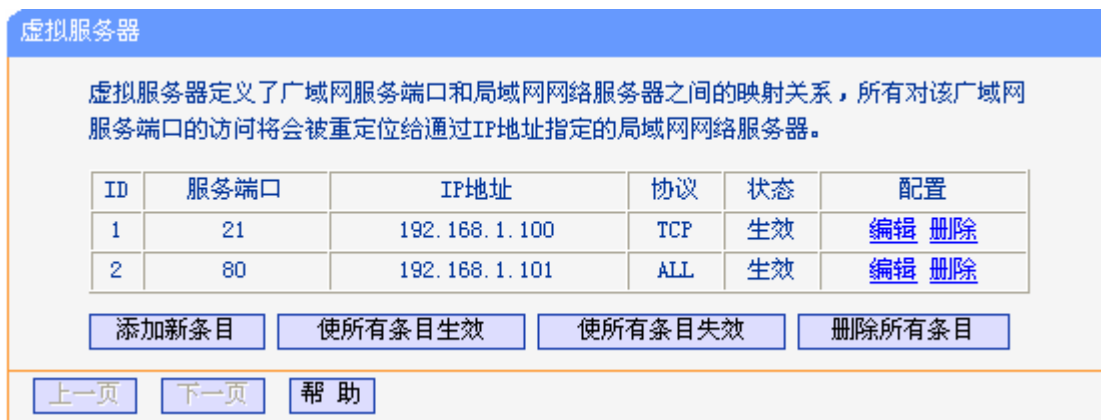 虚拟服务器
虚拟服务器定义了广域网服务端口和局域网网络服务器之间的映射关系，所有对该广域网
服务端口的访问将会被重定位给通过IP地址指定的局域网网络服务器。
ID 服务端口 IP地址 协议 状态 配置
1 21 192.168.1.100 TCP 生效 编辑 删除
2 80 192.168.1.101 ALL 生效 编辑 删除
添加新条目 使所有条目生效 使所有条目失效 删除所有条目
上一页 下一页 帮 助